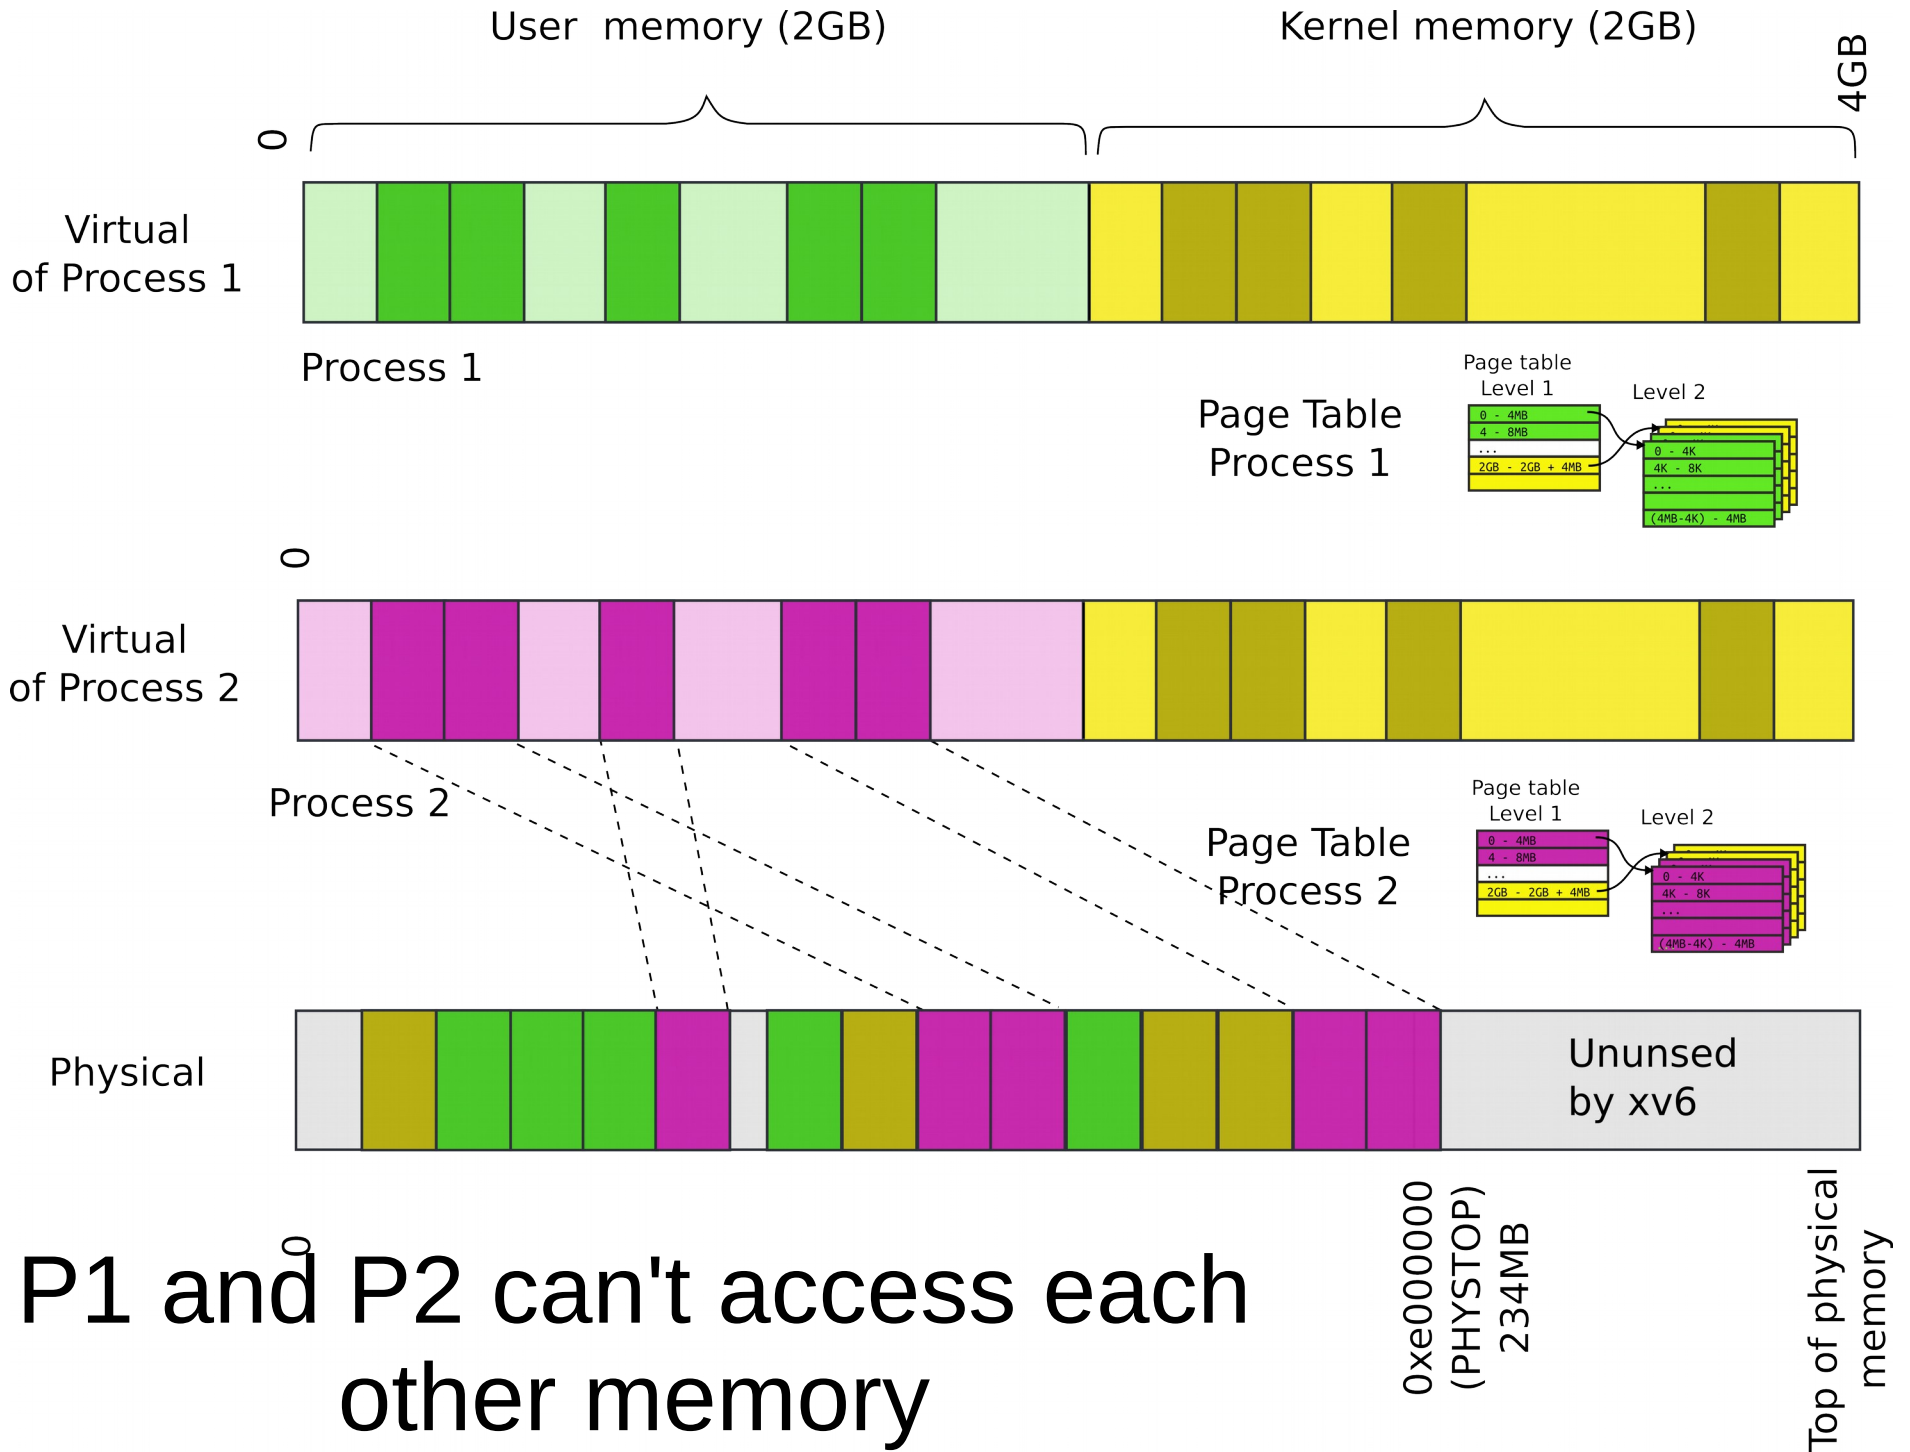 User  memory (2GB)
Kernel memory (2GB)
4GB
0
Virtual
of Process 1
Process 1
Page Table
Process 1
Page table
Level 1
Level 2
0 - 4MB
4 - 8MB
...
2GB - 2GB + 4MB
0 - 4K
4K - 8K
...
(4MB-4K) - 4MB
0
Virtual
of Process 2
Process 2
Page Table
Process 2
Page table
Level 1
Level 2
0 - 4MB
4 - 8MB
...
2GB - 2GB + 4MB
0 - 4K
4K - 8K
...
(4MB-4K) - 4MB
Physical
Ununsed
by xv6
0
0xe000000
(PHYSTOP)
234MB
Top of physical
memory
P1 and P2 can't access each
other memory